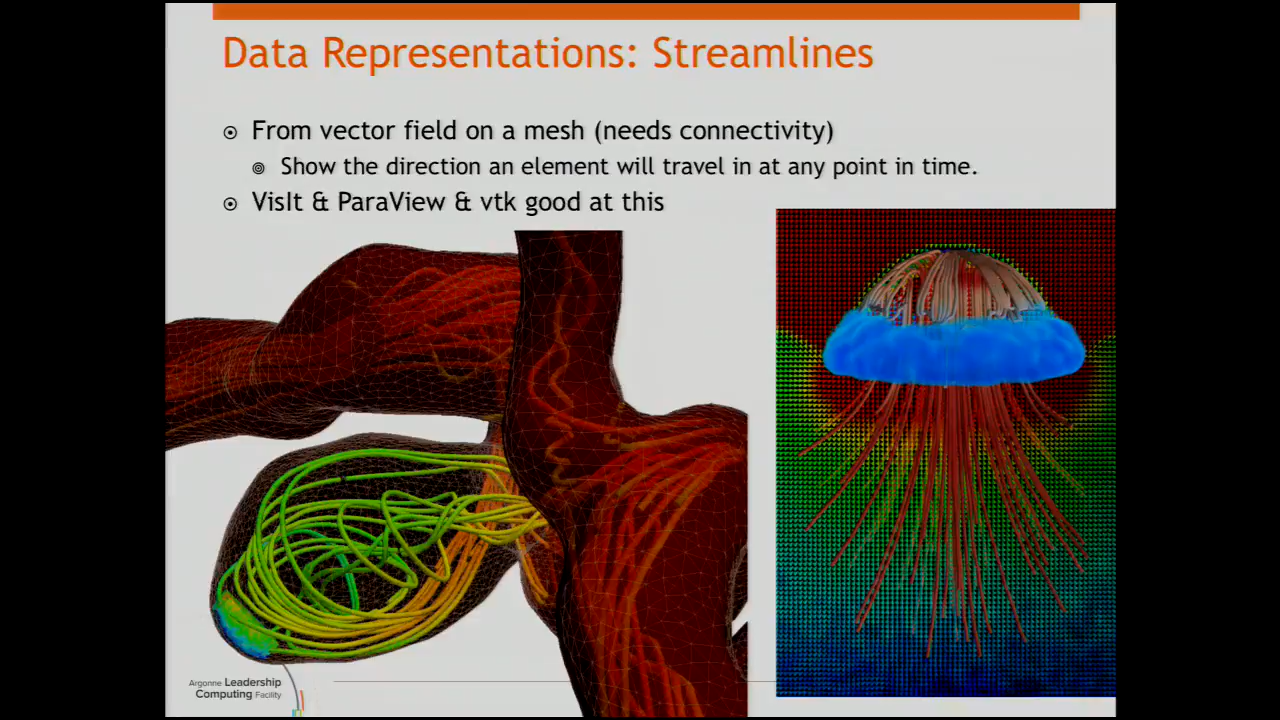 Data Representations: Streamlines
From vector field on a mesh (needs connectivity)
Show the direction an element will travel in at any point in time.
VisIt & ParaView & vtk good at this
Argonne Leadership
Computing Facility